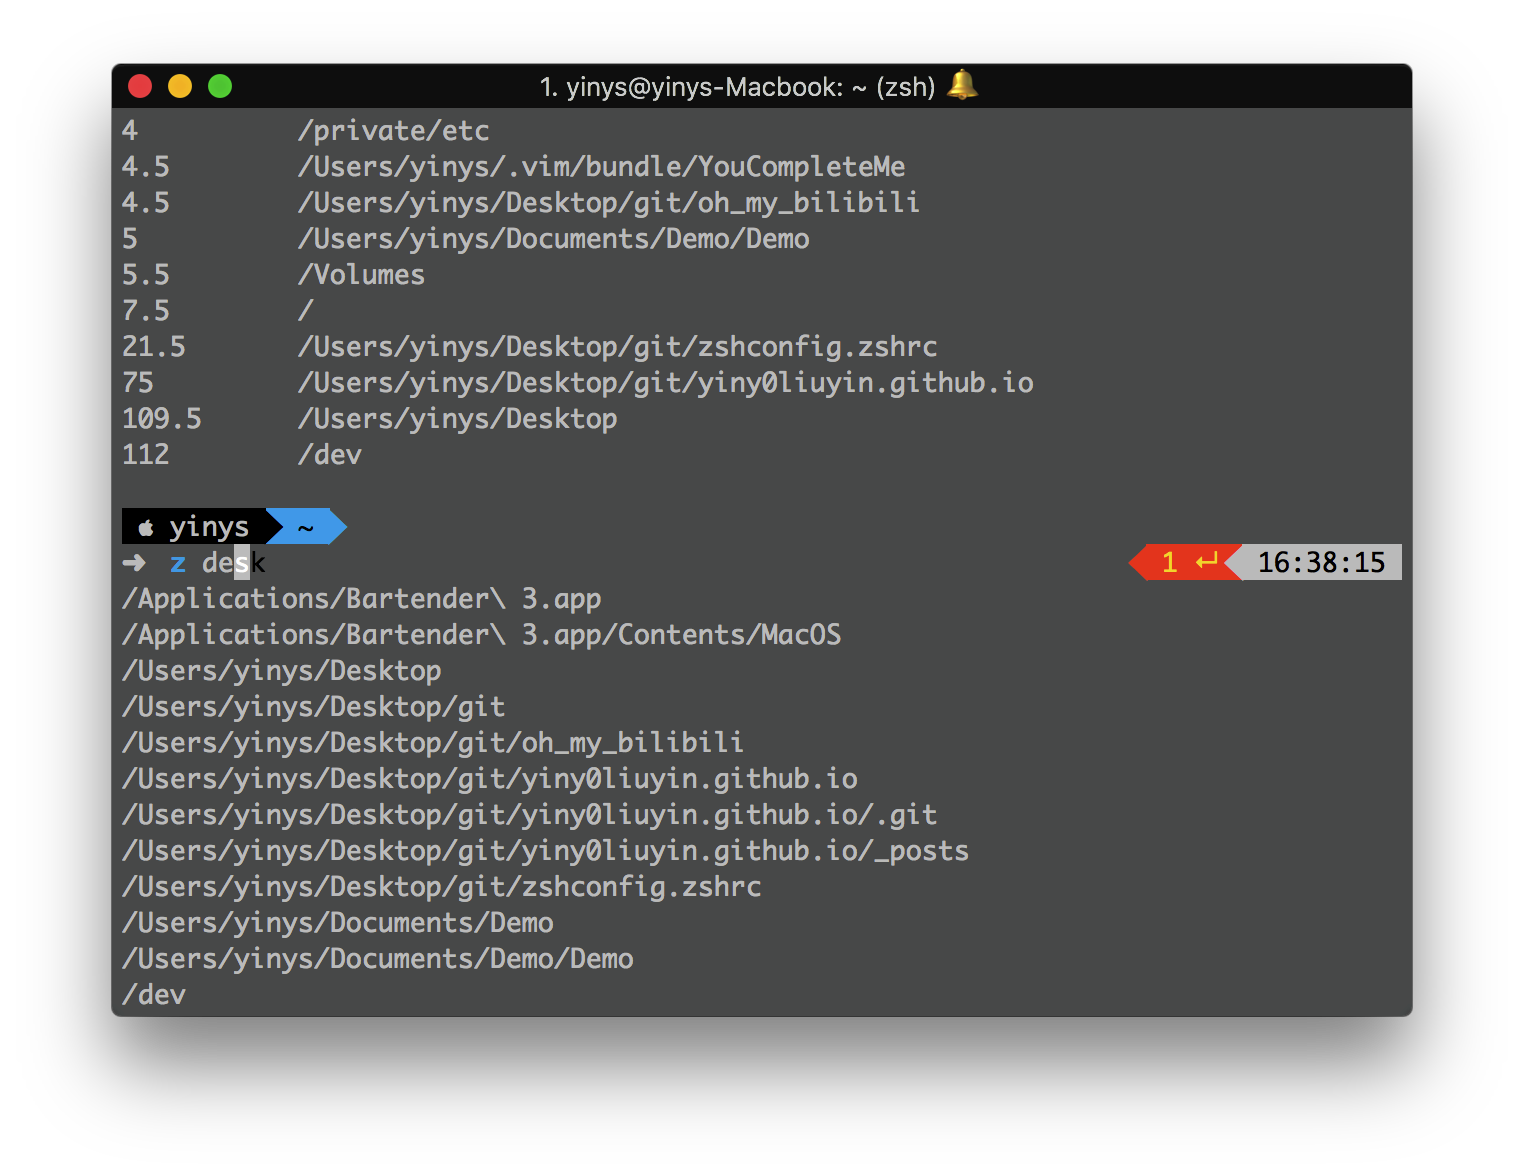 1. yinys@yinys-Macbook: ~ (zsh)
4 /private/etc
4.5 /Users/yinys/.vim/bundle/YouCompleteMe
4.5 /Users/yinys/Desktop/git/oh_my_bilibili
5 /Users/yinys/Documents/Demo/Demo
5.5 /Volumes
7.5 /
21.5 /Users/yinys/Desktop/git/zshconfig.zshrc
75 /Users/yinys/Desktop/git/yiny0liuyin.github.io
109.5 /Users/yinys/Desktop
112 /dev
yinys ~
➜ z desk 1 ↵ 16:38:15
/Applications/Bartender\ 3.app
/Applications/Bartender\ 3.app/Contents/MacOS
/Users/yinys/Desktop
/Users/yinys/Desktop/git
/Users/yinys/Desktop/git/oh_my_bilibili
/Users/yinys/Desktop/git/yiny0liuyin.github.io
/Users/yinys/Desktop/git/yiny0liuyin.github.io/.git
/Users/yinys/Desktop/git/yiny0liuyin.github.io/_posts
/Users/yinys/Desktop/git/zshconfig.zshrc
/Users/yinys/Documents/Demo
/Users/yinys/Documents/Demo/Demo
/dev